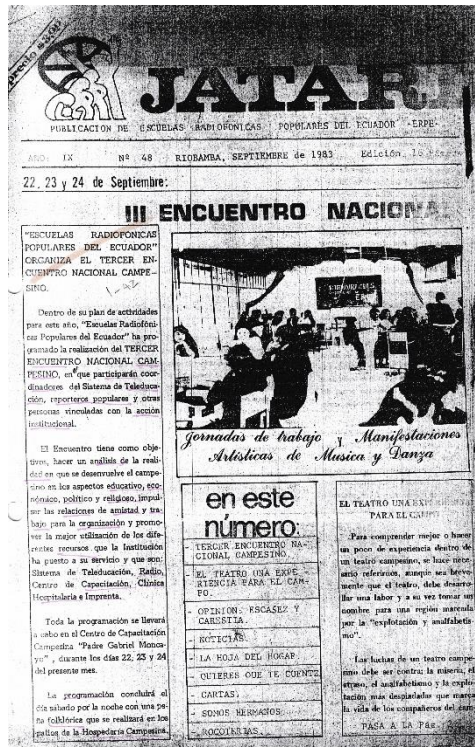 JATARI
PUBLICACION DE ESCUELAS RADIOFONICAS POPULARES DEL ECUADOR -ERPE-
AÑO: IX Nº 48 RIOBAMBA, SEPTIEMBRE de 1983 Edición
22, 23 y 24 de Septiembre:
III ENCUENTRO NACIONAL
"ESCUELAS RADIOFONICAS
POPULARES DEL ECUADOR"
ORGANIZA EL TERCER EN-
CUENTRO NACIONAL CAMPE-
SINO.
Dentro de su plan de actividades
para este año, "Escuelas Radiofóni-
cas Populares del Ecuador" ha pro-
gramado la realización del TERCER
ENCUENTRO NACIONAL CAM-
PESINO, en que participarán coor-
dinadores del Sistema de Teleduca-
ción, reporteros populares y otras
personas vinculadas con la acción
institucional.
El Encuentro tiene como obje-
tivos, hacer un análisis de la reali-
dad en que se desenvuelve el campe-
sino en los aspectos educativo, eco-
nómico, político y religioso, impul-
sar las relaciones de amistad y tra-
bajo para la organización y promo-
ver la mejor utilización de los dife-
rentes recursos que la Institución
ha puesto a su servicio y que son:
Sistema de Teleducación, Radio,
Centro de Capacitación, Clínica
Hospitalaria e Imprenta.
Toda la programación se llevará
a cabo en el Centro de Capacitación
Campesina "Padre Gabriel Monca-
yo", durante los días 22, 23 y 24
del presente mes.
La programación concluirá el
día sábado por la noche con una pe-
ña folklórica que se realizará en los
patios de la Hospedería Campesina.
Jornadas de trabajo y Manifestaciones
Artísticas de Musica y Danza
en este
número:
TERCER ENCUENTRO NA-
CIONAL CAMPESINO.
EL TEATRO UNA EXPE-
RIENCIA PARA EL CAM-
PO.
OPINION: ESCASEZ Y
CARESTIA.
NOTICIAS
LA HOJA DEL HOGAR
QUIERES QUE TE CUENTE
CARTAS.
SOMOS HERMANOS
ROCOTERIAS
EL TEATRO UNA EXPERIENCIA
PARA EL CAMPO
Para comprender mejor o hacer
un poco de experiencia dentro de
un teatro campesino, se hace nece-
sario referirnos, aunque sea breve-
mente que el teatro, debe desarro-
llar una labor y a su vez tomar un
nombre para una región marcada
por la "explotación y analfabetis-
mo".
Las luchas de un teatro campe-
sino debe ser contra: la miseria, el
atraso, el analfabetismo y la explo-
tación más despiadadas que marca
la vida de los compañeros del campo
PASA A LA Pág.